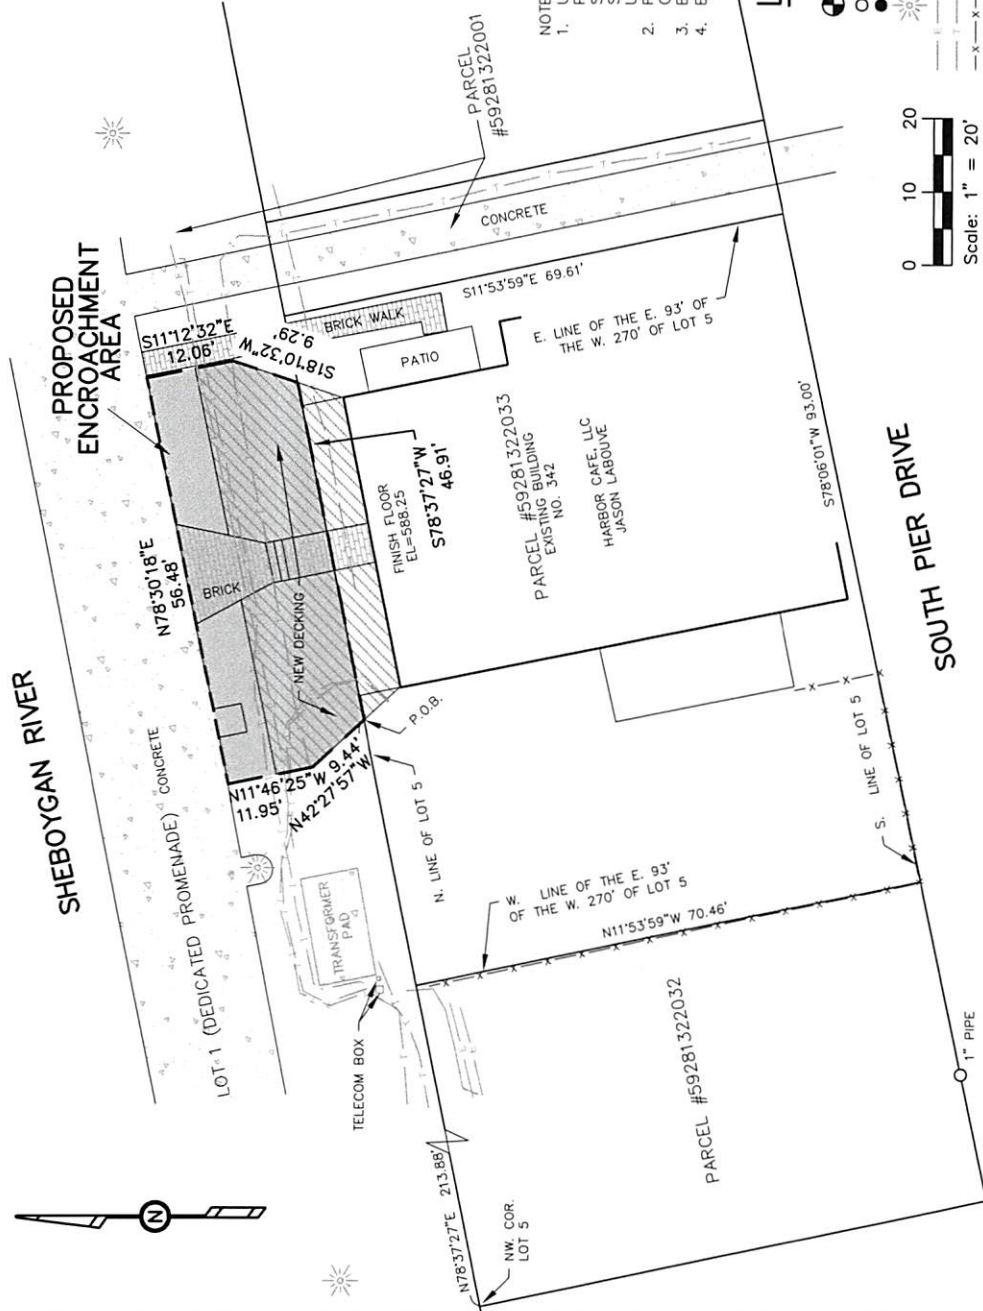 SHEBOYGAN RIVER
PROPOSED
ENCROACHMENT
AREA
LOT 1 (DEDICATED PROMENADE)
CONCRETE
N78°30'18"E
56.48'
S11°12'32"E
12.06'
S18°10'32"W
9.29'
BRICK
NEW DECKING
BRICK WALK
PATIO
CONCRETE
PARCEL
#59281322001
S11°53'59"E 69.61'
E. LINE OF THE E. 93' OF
THE W. 270' OF LOT 5
FINISH FLOOR
EL=588.25
S78°37'27"W
46.91'
PARCEL #59281322033
EXISTING BUILDING
NO. 342
HARBOR CAFE, LLC
JASON LABOUVE
N11°46'25"W
11.95'
9.44'
N42°27'57"W
P.O.B.
N. LINE OF LOT 5
TRANSFORMER
PAD
TELECOM BOX
W. LINE OF THE E. 93'
OF THE W. 270' OF LOT 5
N11°53'59"W 70.46'
S. LINE OF LOT 5
S78°06'01"W 93.00'
SOUTH PIER DRIVE
N78°37'27"E 213.88'
NW. COR.
LOT 5
PARCEL #59281322032
1" PIPE
N
NOTE
1.
2.
3.
4.
0 10 20
Scale: 1" = 20'
E
T
x x